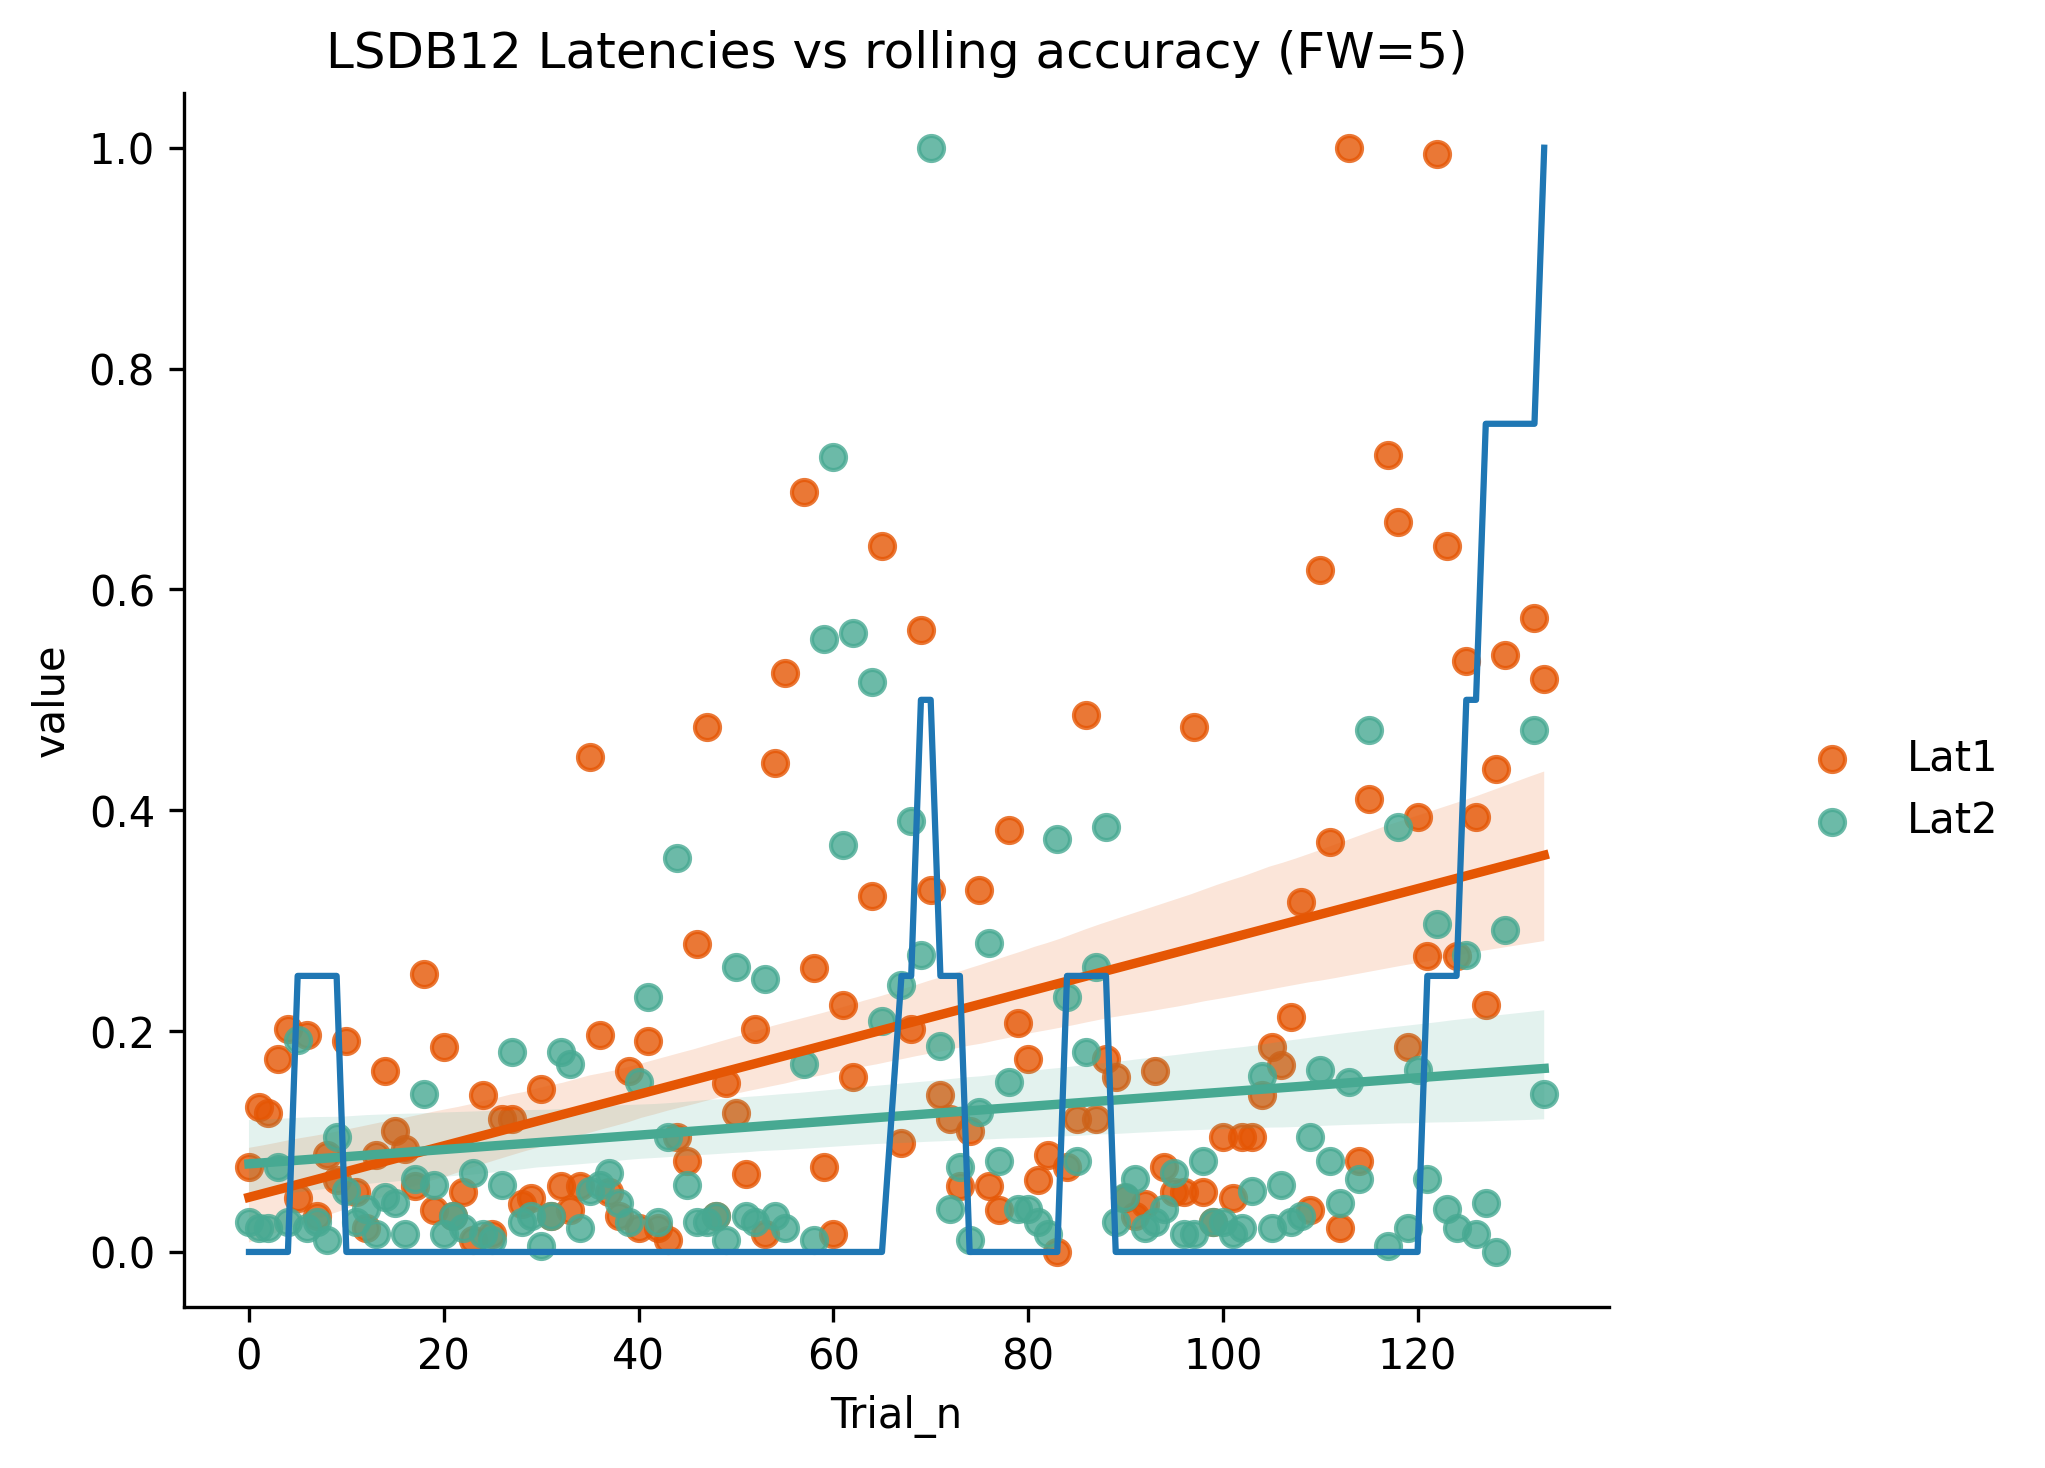 LSDB12 Latencies vs rolling accuracy (FW=5)
1.0
0.8
0.6
0.4
0.2
0.0
value
0 20 40 60 80 100 120
Trial_n
Lat1
Lat2